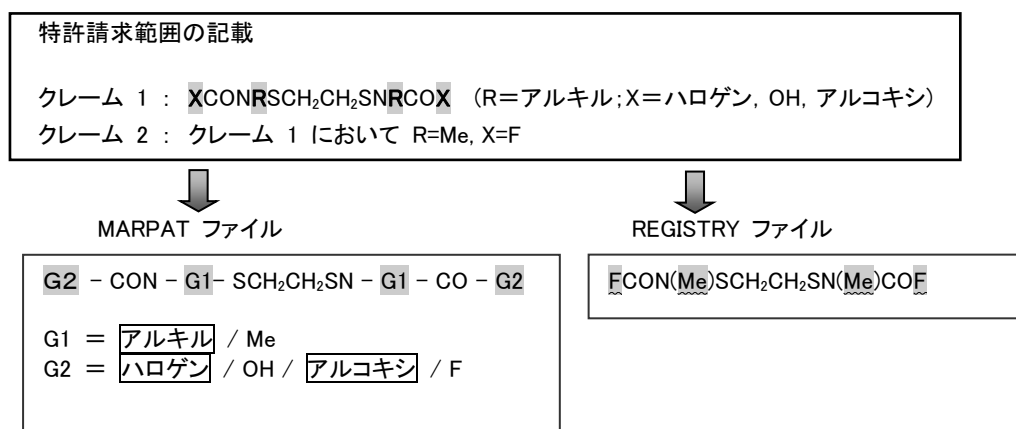 特許請求範囲の記載
クレーム 1 : XCONRSCH₂CH₂SNRCOX (R=アルキル;X=ハロゲン, OH, アルコキシ)
クレーム 2 : クレーム 1 において R=Me, X=F
MARPAT ファイル
REGISTRY ファイル
G2 - CON - G1- SCH₂CH₂SN - G1 - CO - G2
G1 = アルキル / Me
G2 = ハロゲン / OH / アルコキシ / F
FCON(Me)SCH₂CH₂SN(Me)COF